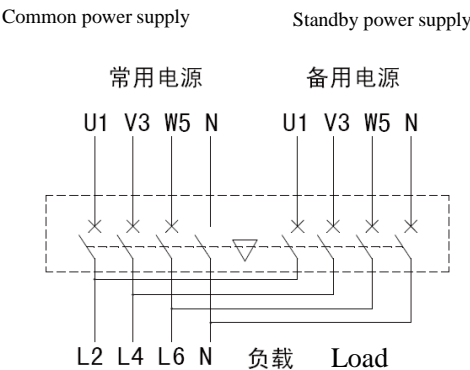 Common power supply Standby power supply
常用电源 备用电源
U1 V3 W5 N U1 V3 W5 N
L2 L4 L6 N 负载 Load